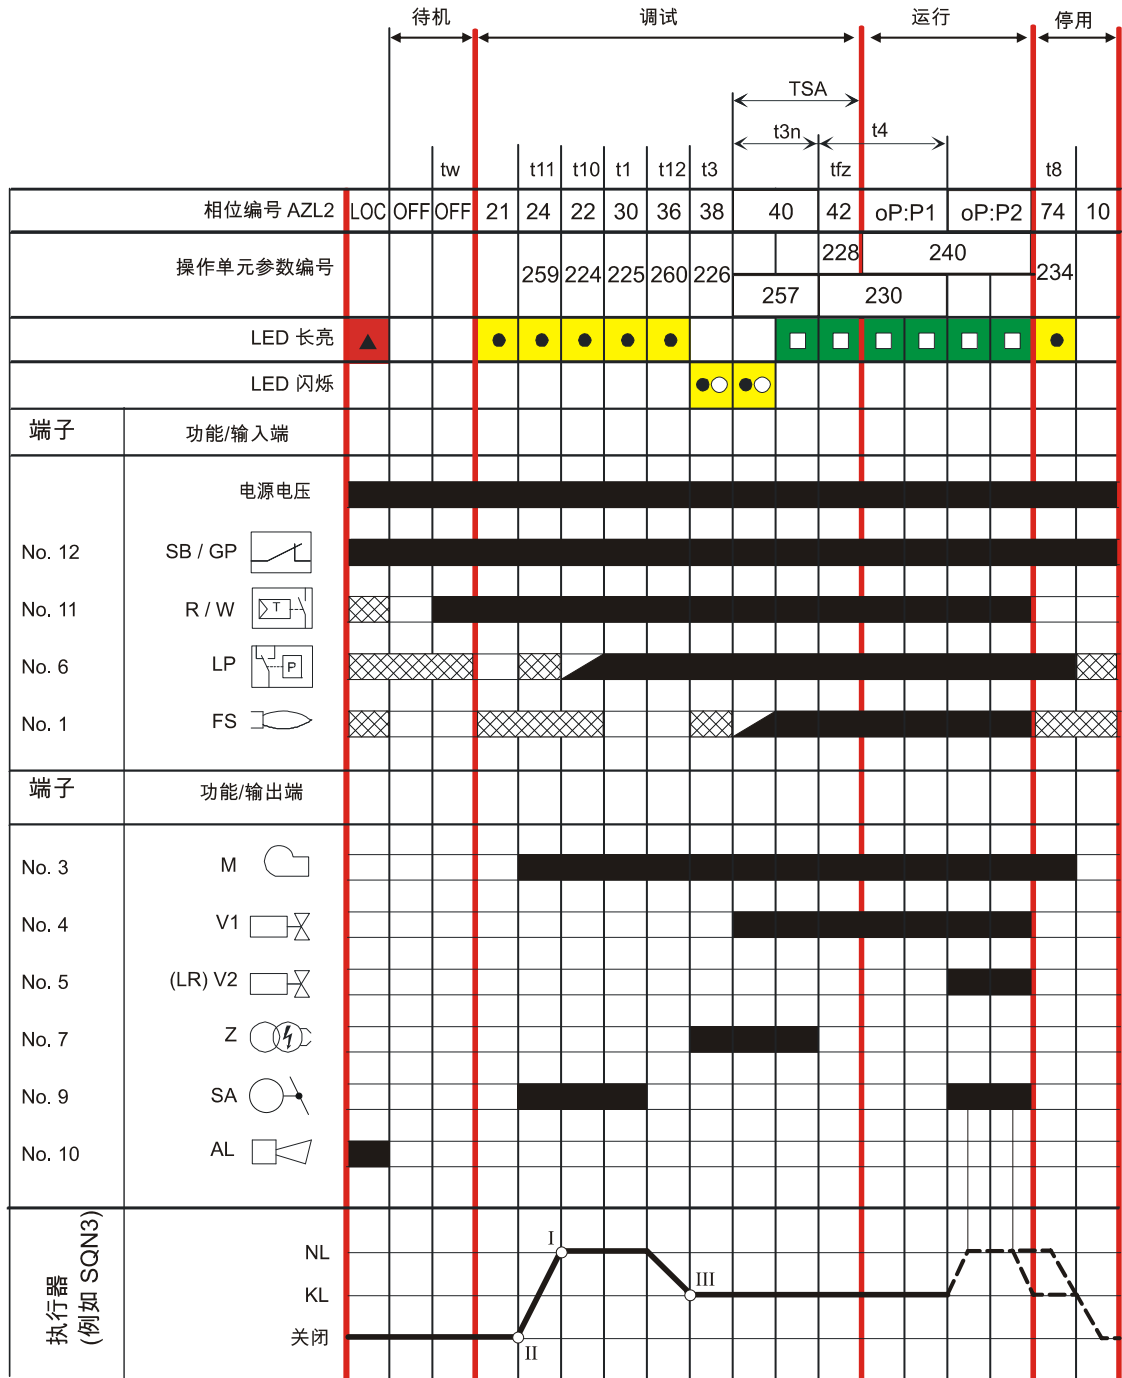 待机 调试 运行 停用
TSA
t3n t4
tw t11 t10 t1 t12 t3 tfz t8
相位编号 AZL2 LOC OFF OFF 21 24 22 30 36 38 40 42 oP:P1 oP:P2 74 10
228 240
操作单元参数编号 259 224 225 260 226 234
257 230
LED 长亮
LED 闪烁
端子 功能/输入端
电源电压
No. 12 SB / GP
No. 11 R / W T
No. 6 LP P
No. 1 FS
端子 功能/输出端
No. 3 M
No. 4 V1
No. 5 (LR) V2
No. 7 Z
No. 9 SA
No. 10 AL
执行器
(例如 SQN3)
I
NL
III
KL
关闭
II